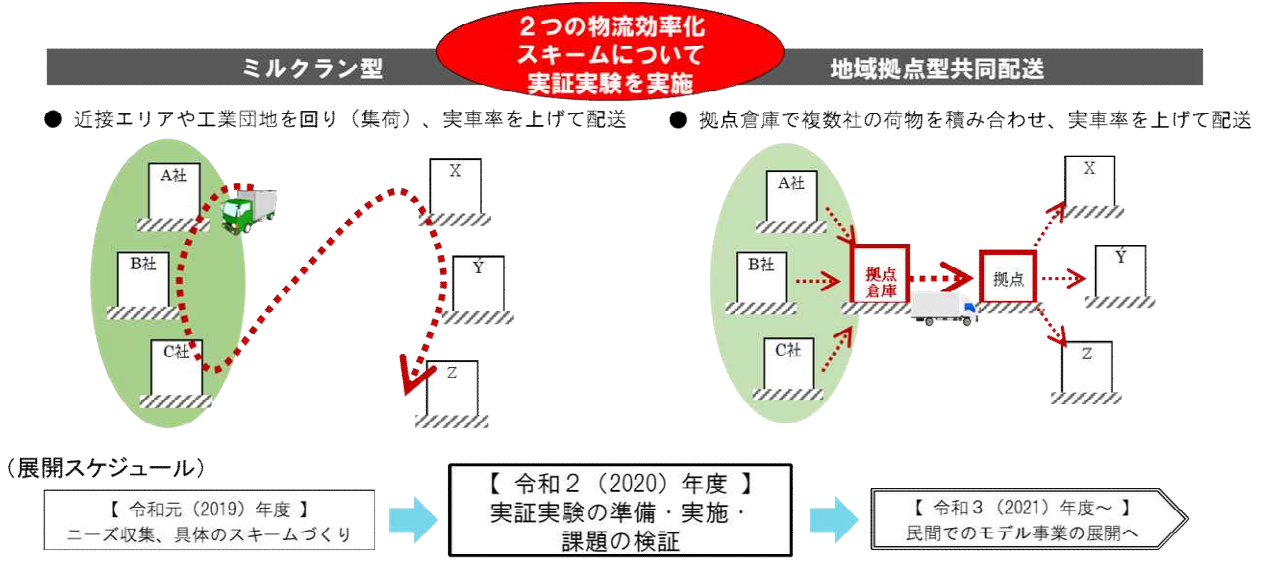 ２つの物流効率化
スキームについて
実証実験を実施
ミルクラン型
地域拠点型共同配送
● 近接エリアや工業団地を回り（集荷）、実車率を上げて配送
● 拠点倉庫で複数社の荷物を積み合わせ、実車率を上げて配送
A社
B社
C社
X
Ý
Z
A社
B社
C社
拠点
倉庫
拠点
X
Ý
Z
（展開スケジュール）
【 令和元（2019）年度 】
ニーズ収集、具体のスキームづくり
【 令和２（2020）年度 】
実証実験の準備・実施・
課題の検証
【 令和３（2021）年度～ 】
民間でのモデル事業の展開へ